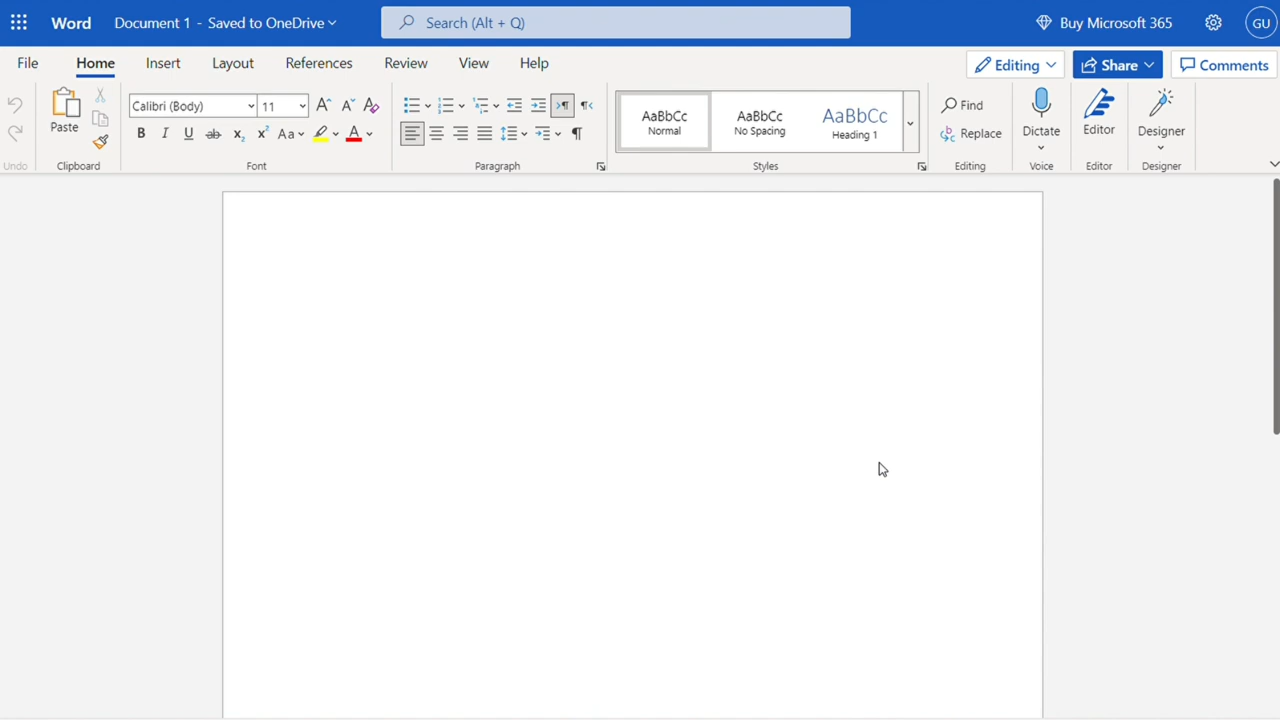 Word Document 1 - Saved to OneDrive Search (Alt + Q) Buy Microsoft 365 GU
File Home Insert Layout References Review View Help Editing Share Comments
Calibri (Body) 11 AaBbCc AaBbCc AaBbCc Find
Paste Normal No Spacing Heading 1 Replace Dictate Editor Designer
Undo Clipboard Font Paragraph Styles Editing Voice Editor Designer